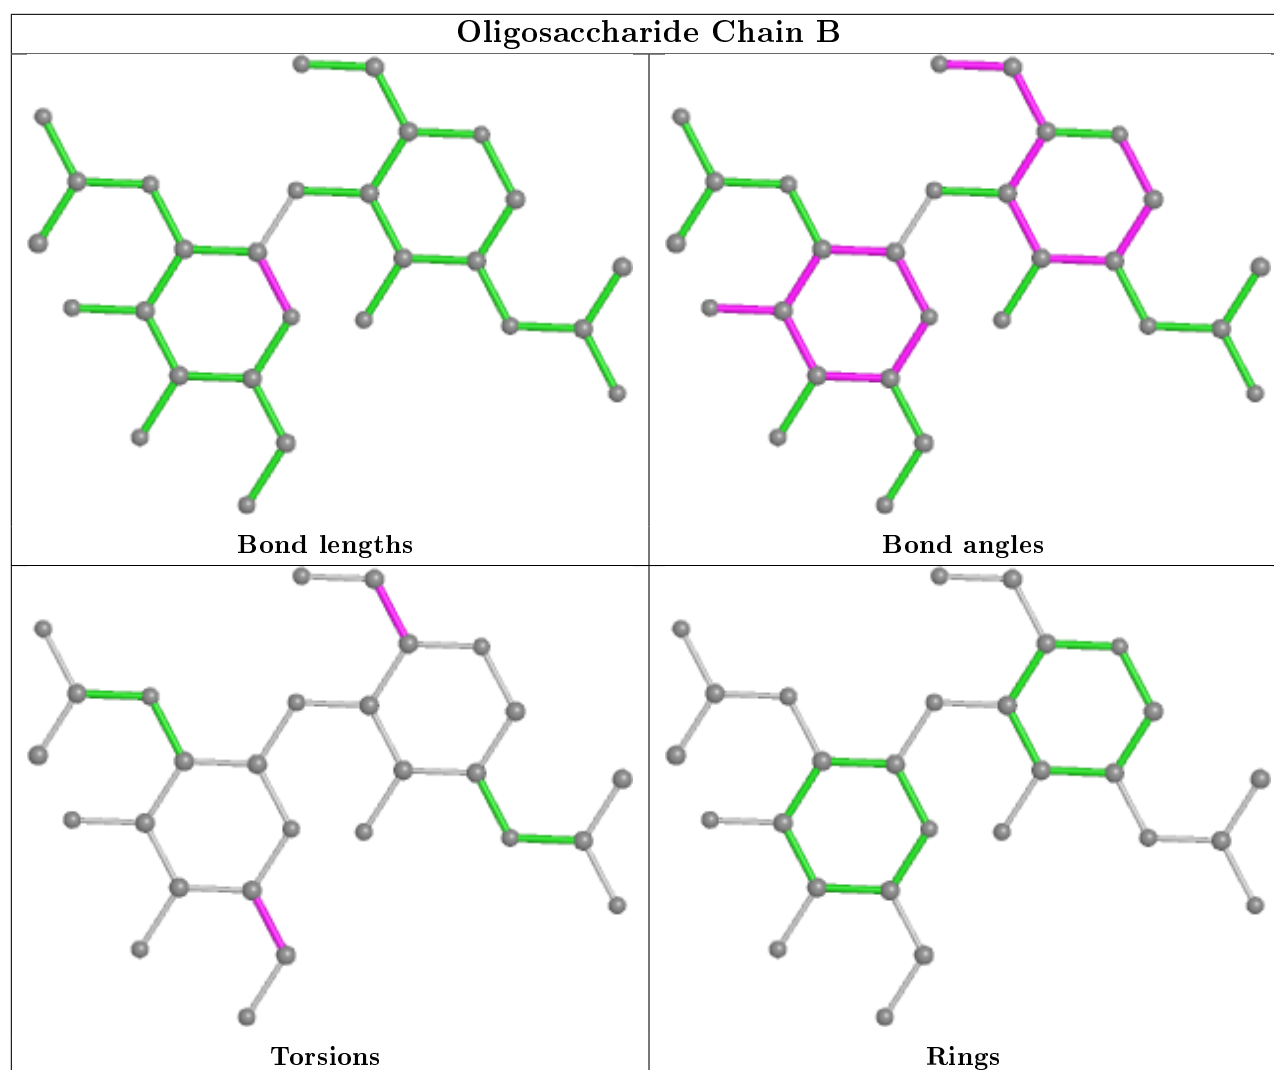 Oligosaccharide Chain B
Bond lengths
Bond angles
Torsions
Rings